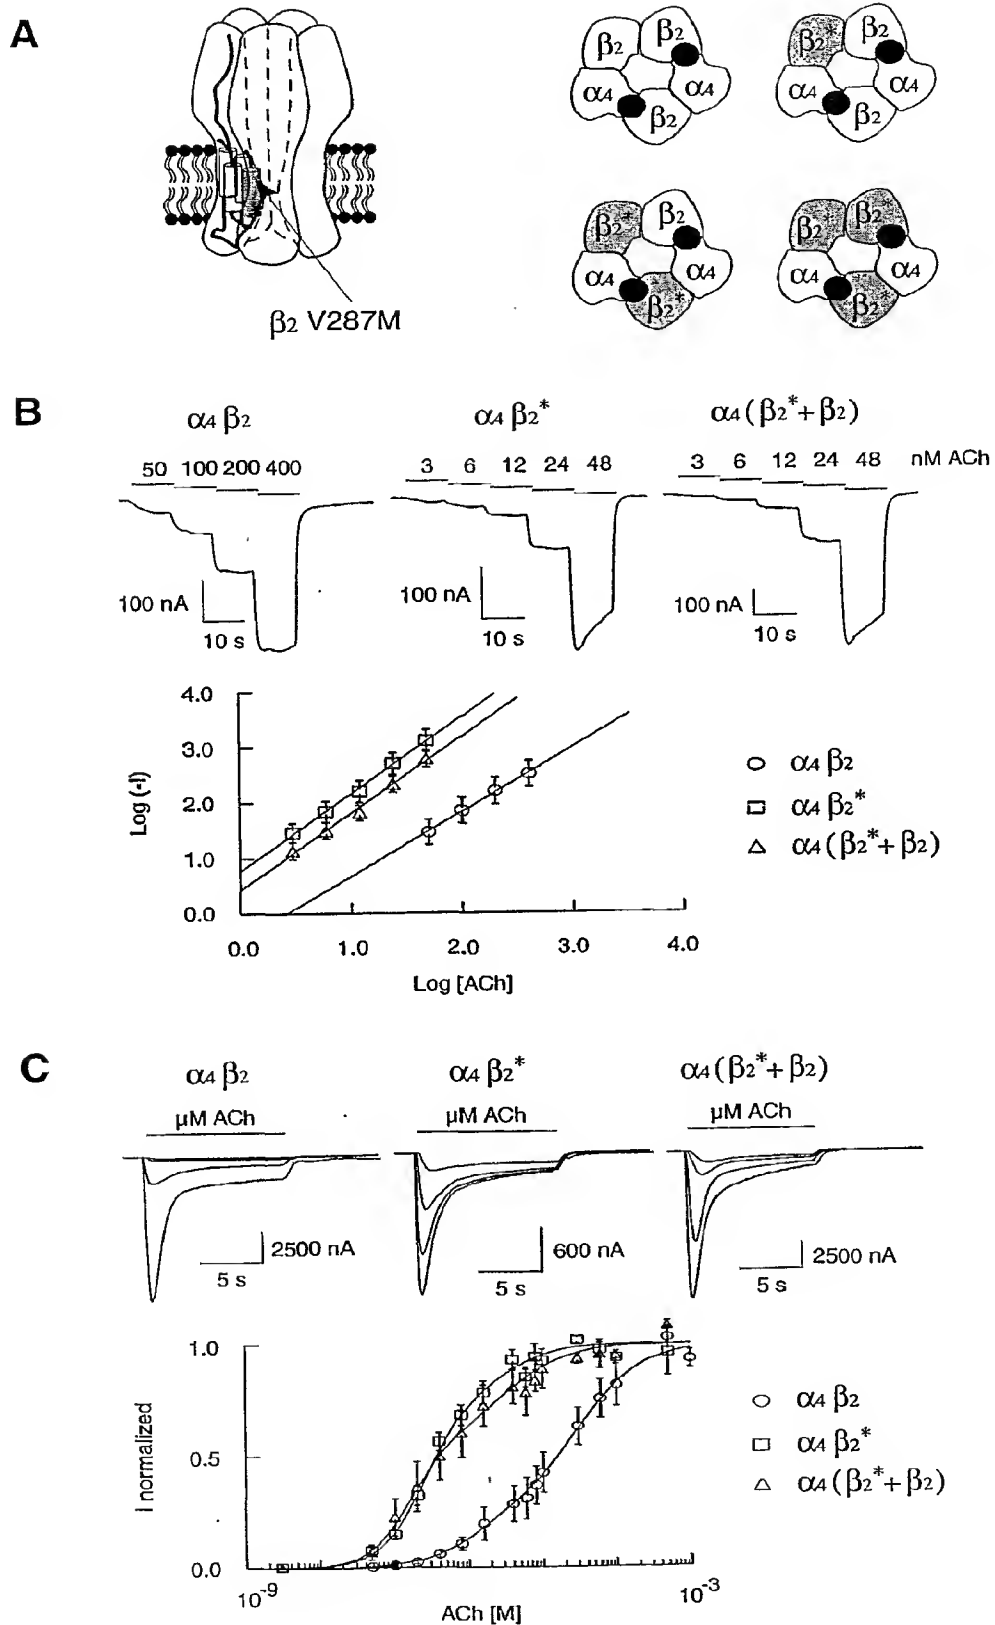 A
β2 β2 α4 α4 β2
β2* β2 α4 α4 β2
β2* β2 α4 α4 β2*
β2* β2* α4 α4 β2*
β2 V287M
B
α4 β2
α4 β2*
α4 (β2*+ β2)
50 100 200 400
3 6 12 24 48
3 6 12 24 48 nM ACh
100 nA
10 s
100 nA
10 s
100 nA
10 s
4.0
3.0
2.0
1.0
0.0
Log (-I)
0.0 1.0 2.0 3.0 4.0
Log [ACh]
α4 β2
α4 β2*
α4 (β2*+ β2)
C
α4 β2
α4 β2*
α4 (β2*+ β2)
µM ACh
µM ACh
µM ACh
2500 nA
5 s
600 nA
5 s
2500 nA
5 s
1.0
0.5
0.0
I normalized
10-9
10-3
ACh [M]
α4 β2
α4 β2*
α4 (β2*+ β2)